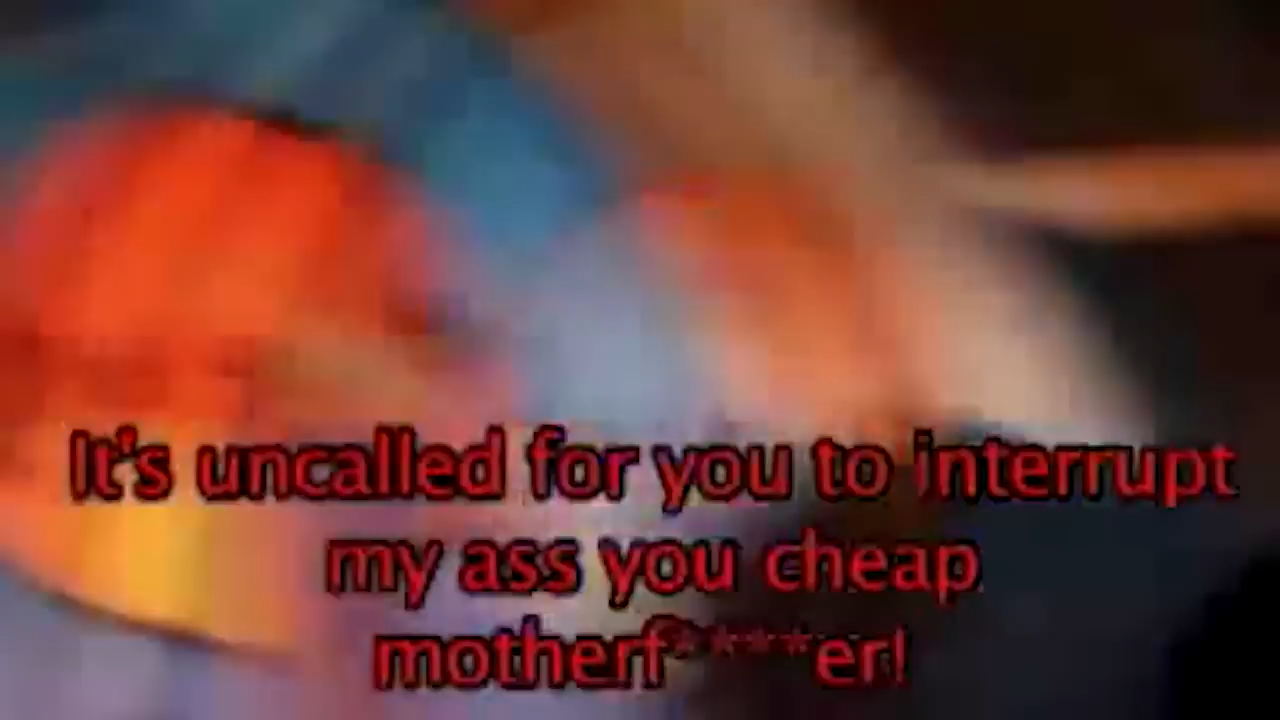 It's uncalled for you to interrupt
my ass you cheap
motherf****er!